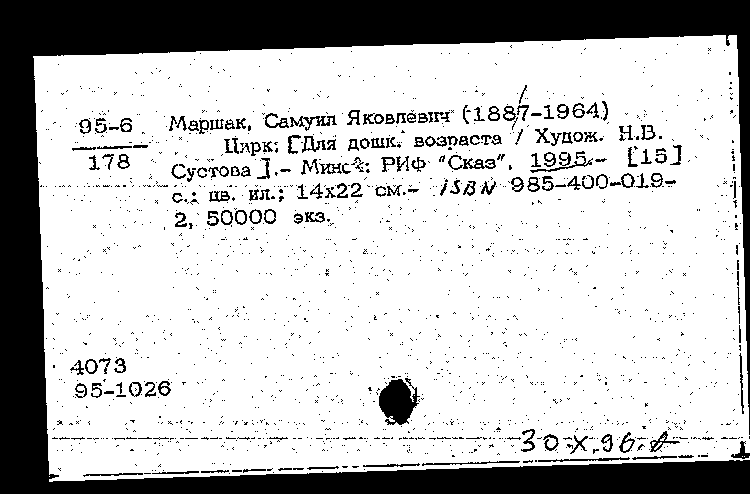 95-6
178
Маршак, Самуил Яковлевич (1887-1964)
Цирк: [Для дошк. возраста / Худож. Н.В.
Сустова ].- Минск: РИФ "Сказ", 1995.- [15]
с.: цв. ил.; 14x22 см.- ISBN 985-400-019-
2, 50000 экз.
4073
95-1026
30.X.96.